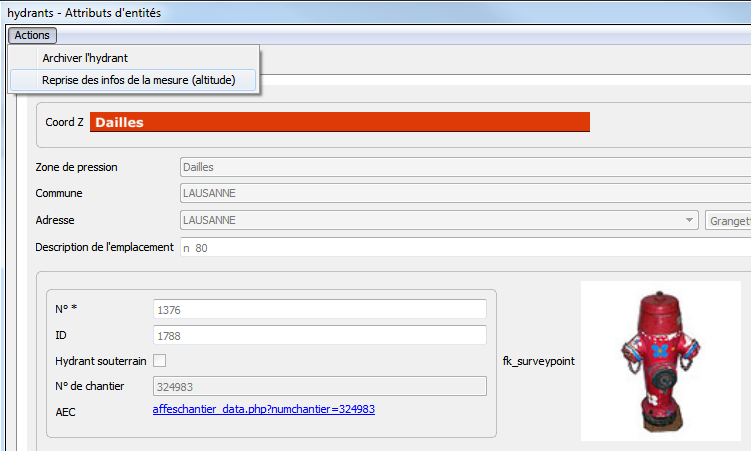 hydrants - Attributs d'entités
Actions
Archiver l'hydrant
Reprise des infos de la mesure (altitude)
Coord Z Dailles
Zone de pression Dailles
Commune LAUSANNE
Adresse LAUSANNE Grangett
Description de l'emplacement n 80
N° * 1376
ID 1788
Hydrant souterrain
fk_surveypoint
N° de chantier 324983
AEC affeschantier_data.php?numchantier=324983